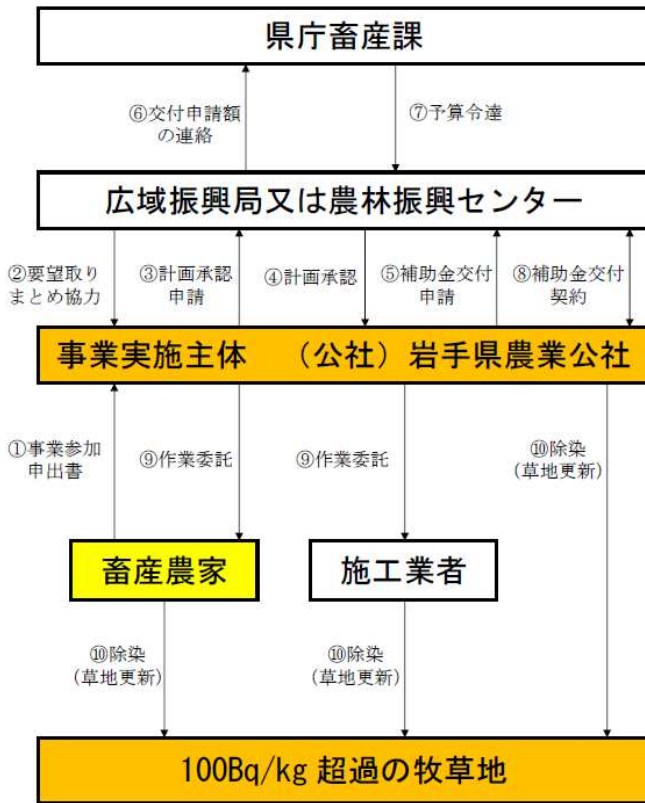 県庁畜産課
⑥交付申請額
の連絡
⑦予算令達
広域振興局又は農林振興センター
②要望取り
まとめ協力
③計画承認
申請
④計画承認
⑤補助金交付
申請
⑧補助金交付
契約
事業実施主体 （公社）岩手県農業公社
①事業参加
申出書
⑨作業委託
⑨作業委託
⑩除染
(草地更新)
畜産農家
施工業者
⑩除染
(草地更新)
⑩除染
(草地更新)
100Bq/kg 超過の牧草地